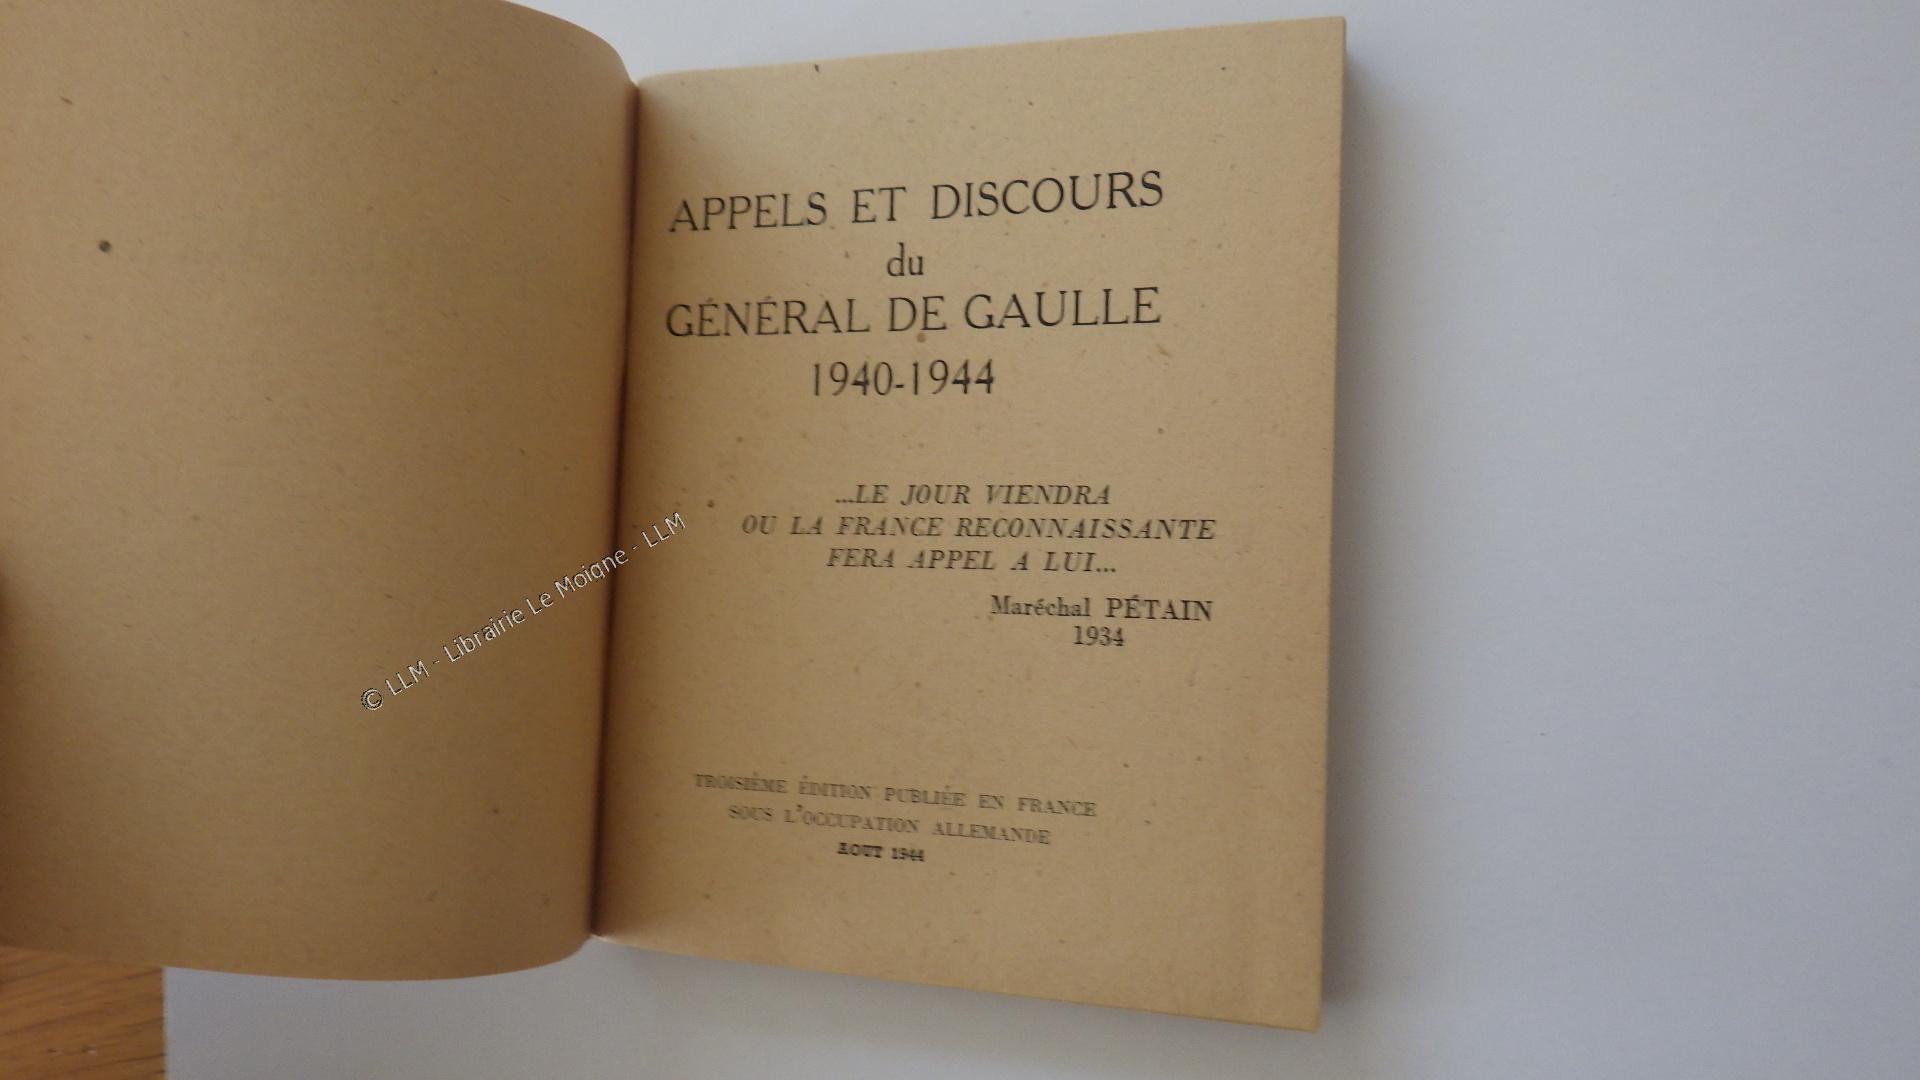 APPELS ET DISCOURS
du
GÉNÉRAL DE GAULLE
1940-1944
...LE JOUR VIENDRA
OU LA FRANCE RECONNAISSANTE
FERA APPEL A LUI...
Maréchal PÉTAIN
1934
TROISIÈME ÉDITION PUBLIÉE EN FRANCE
SOUS L'OCCUPATION ALLEMANDE
AOUT 1944
© LLM - Librairie Le Moigne - LLM